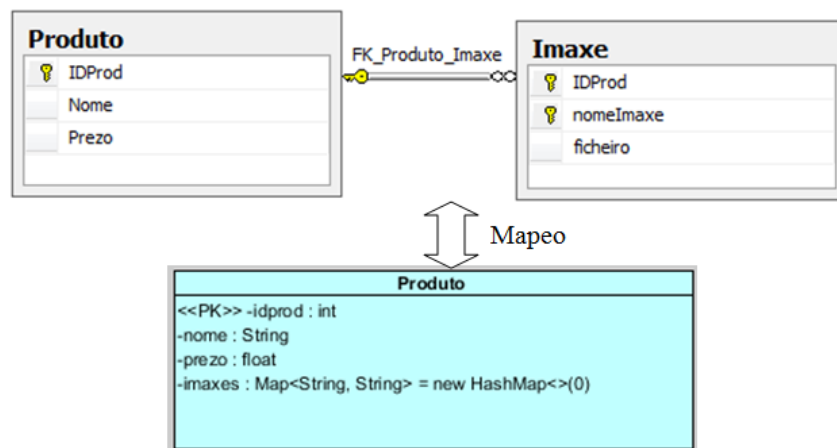 Produto
IDProd
Nome
Prezo
FK_Produto_Imaxe
Imaxe
IDProd
nomeImaxe
ficheiro
Mapeo
Produto
<<PK>> -idprod : int
-nome : String
-prezo : float
-imaxes : Map<String, String> = new HashMap<>(0)